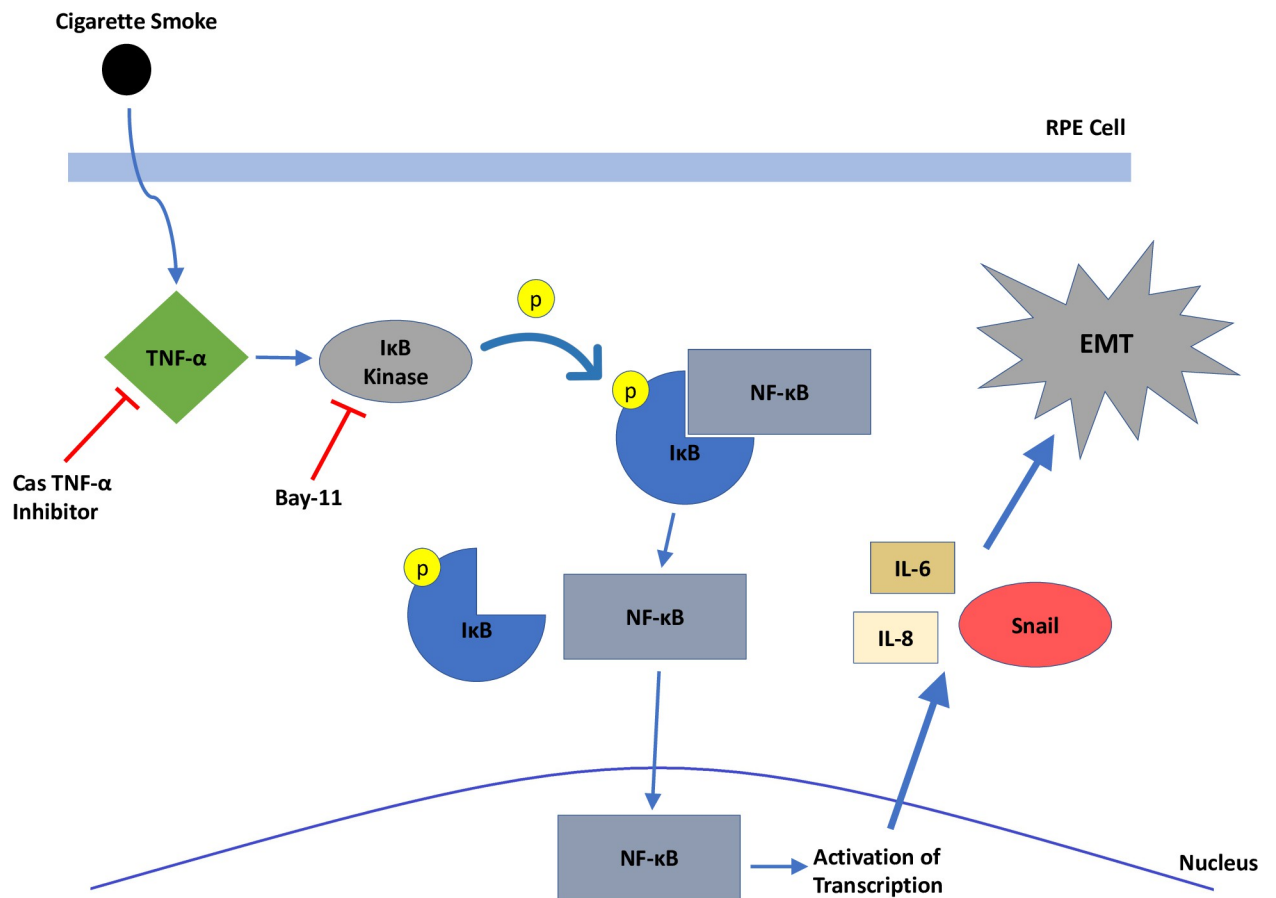 Cigarette Smoke
RPE Cell
TNF-α
IκB
Kinase
p
p
NF-κB
IκB
EMT
Cas TNF-α
Inhibitor
Bay-11
p
IκB
NF-κB
IL-6
IL-8
Snail
NF-κB
Activation of
Transcription
Nucleus